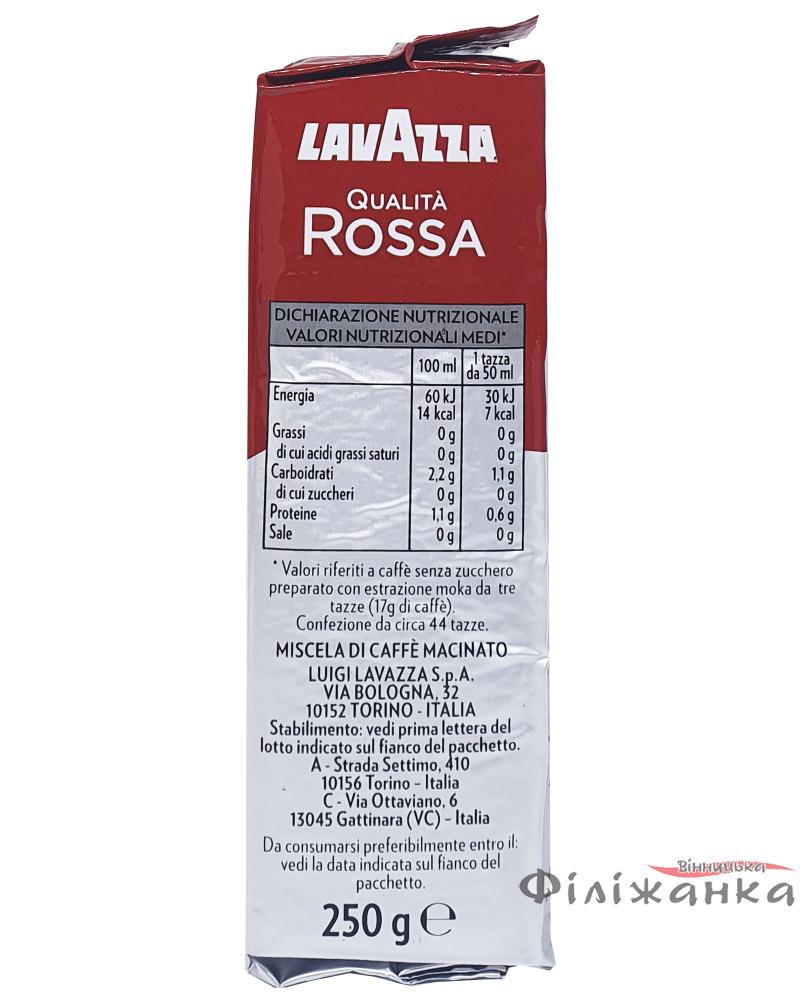 LAVAZZA
QUALITÀ
ROSSA
DICHIARAZIONE NUTRIZIONALE
VALORI NUTRIZIONALI MEDI*
100 ml 1 tazza da 50 ml
Energia 60 kJ 30 kJ
14 kcal 7 kcal
Grassi 0 g 0 g
di cui acidi grassi saturi 0 g 0 g
Carboidrati 2,2 g 1,1 g
di cui zuccheri 0 g 0 g
Proteine 1,1 g 0,6 g
Sale 0 g 0 g
* Valori riferiti a caffè senza zucchero
preparato con estrazione moka da tre
tazze (17g di caffè).
Confezione da circa 44 tazze.
MISCELA DI CAFFÈ MACINATO
LUIGI LAVAZZA S.p.A.
VIA BOLOGNA, 32
10152 TORINO - ITALIA
Stabilimento: vedi prima lettera del
lotto indicato sul fianco del pacchetto.
A - Strada Settimo, 410
10156 Torino – Italia
C - Via Ottaviano, 6
13045 Gattinara (VC) – Italia
Da consumarsi preferibilmente entro il:
vedi la data indicata sul fianco del
pacchetto.
250 g ℮
Вінницька
Філіжанка